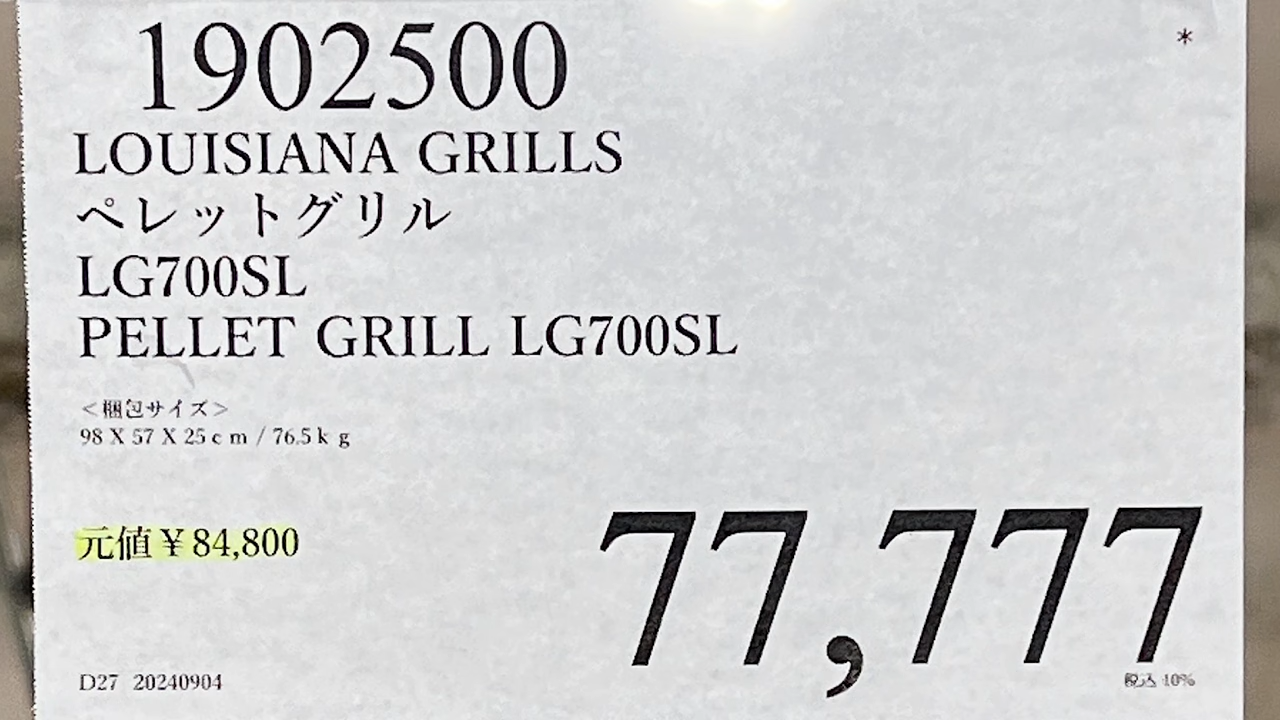 1902500
*
LOUISIANA GRILLS
ペレットグリル
LG700SL
PELLET GRILL LG700SL
＜梱包サイズ＞
98 X 57 X 25ｃｍ / 76.5ｋｇ
元値￥84,800
77,777
税込 10%
D27 20240904